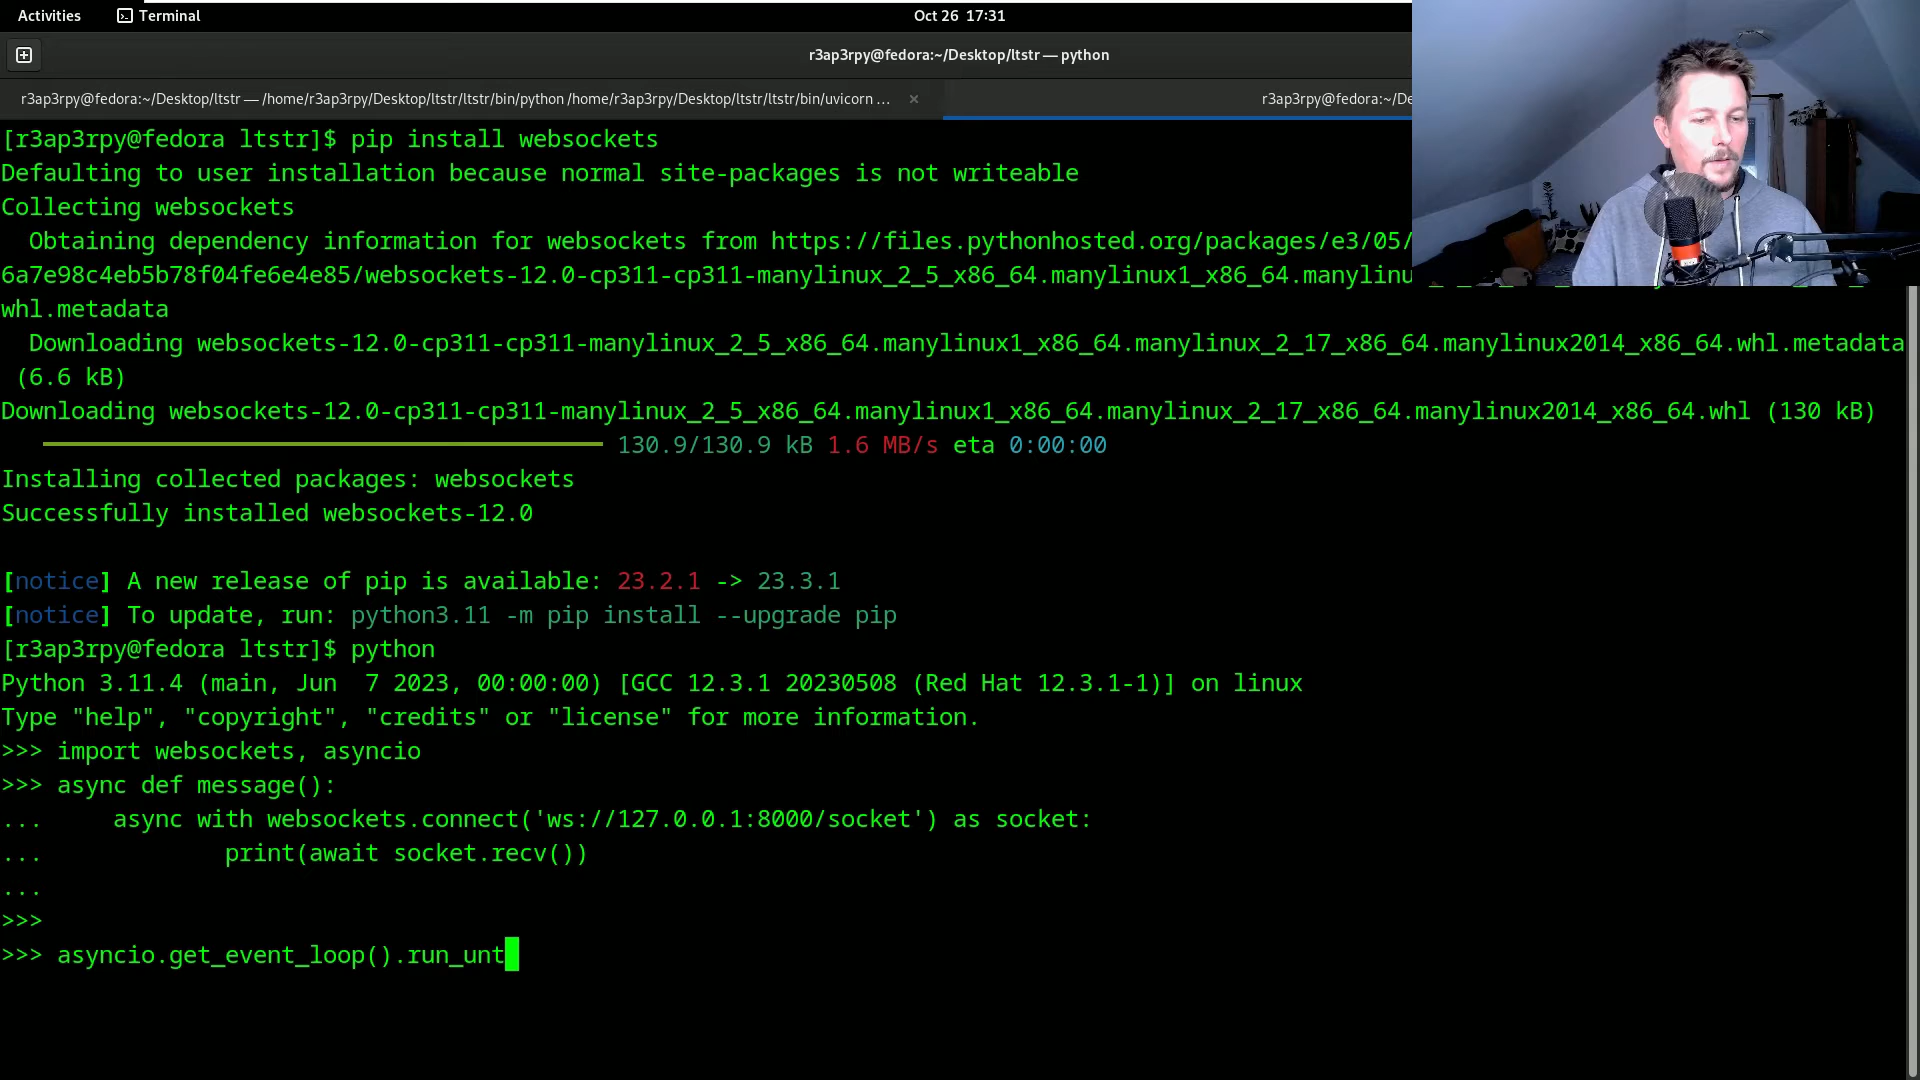 Activities
Terminal
Oct 26 17:31
r3ap3rpy@fedora:~/Desktop/ltstr — python
r3ap3rpy@fedora:~/Desktop/ltstr — /home/r3ap3rpy/Desktop/ltstr/ltstr/bin/python /home/r3ap3rpy/Desktop/ltstr/ltstr/bin/uvicorn …
r3ap3rpy@fedora:~/De
[r3ap3rpy@fedora ltstr]$ pip install websockets
Defaulting to user installation because normal site-packages is not writeable
Collecting websockets
  Obtaining dependency information for websockets from https://files.pythonhosted.org/packages/e3/05/
6a7e98c4eb5b78f04fe6e4e85/websockets-12.0-cp311-cp311-manylinux_2_5_x86_64.manylinux1_x86_64.manylinu
whl.metadata
  Downloading websockets-12.0-cp311-cp311-manylinux_2_5_x86_64.manylinux1_x86_64.manylinux_2_17_x86_64.manylinux2014_x86_64.whl.metadata
 (6.6 kB)
Downloading websockets-12.0-cp311-cp311-manylinux_2_5_x86_64.manylinux1_x86_64.manylinux_2_17_x86_64.manylinux2014_x86_64.whl (130 kB)
130.9/130.9 kB 1.6 MB/s eta 0:00:00
Installing collected packages: websockets
Successfully installed websockets-12.0
[notice] A new release of pip is available: 23.2.1 -> 23.3.1
[notice] To update, run: python3.11 -m pip install --upgrade pip
[r3ap3rpy@fedora ltstr]$ python
Python 3.11.4 (main, Jun  7 2023, 00:00:00) [GCC 12.3.1 20230508 (Red Hat 12.3.1-1)] on linux
Type "help", "copyright", "credits" or "license" for more information.
>>> import websockets, asyncio
>>> async def message():
...     async with websockets.connect('ws://127.0.0.1:8000/socket') as socket:
...             print(await socket.recv())
...
>>>
>>> asyncio.get_event_loop().run_unt